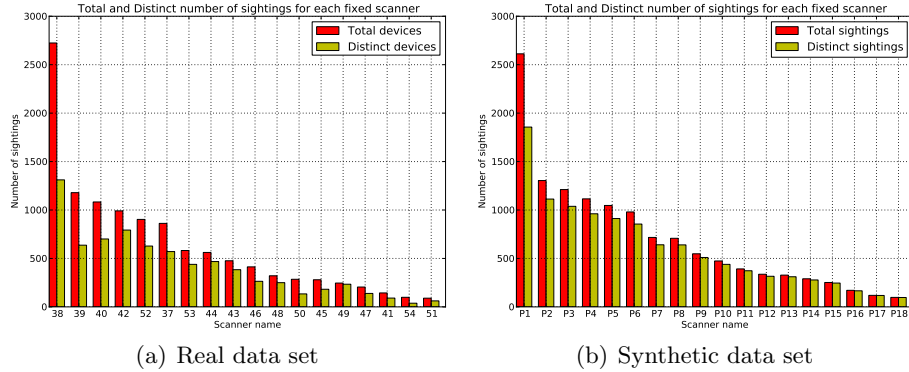 Total and Distinct number of sightings for each fixed scanner
3000
2500
2000
1500
1000
500
0
Number of sightings
Total devices
Distinct devices
38 39 40 42 52 37 53 44 43 46 48 50 45 49 47 41 54 51
Scanner name
(a) Real data set
Total and Distinct number of sightings for each fixed scanner
3000
2500
2000
1500
1000
500
0
Number of sightings
Total sightings
Distinct sightings
P1 P2 P3 P4 P5 P6 P7 P8 P9 P10 P11 P12 P13 P14 P15 P16 P17 P18
Scanner name
(b) Synthetic data set